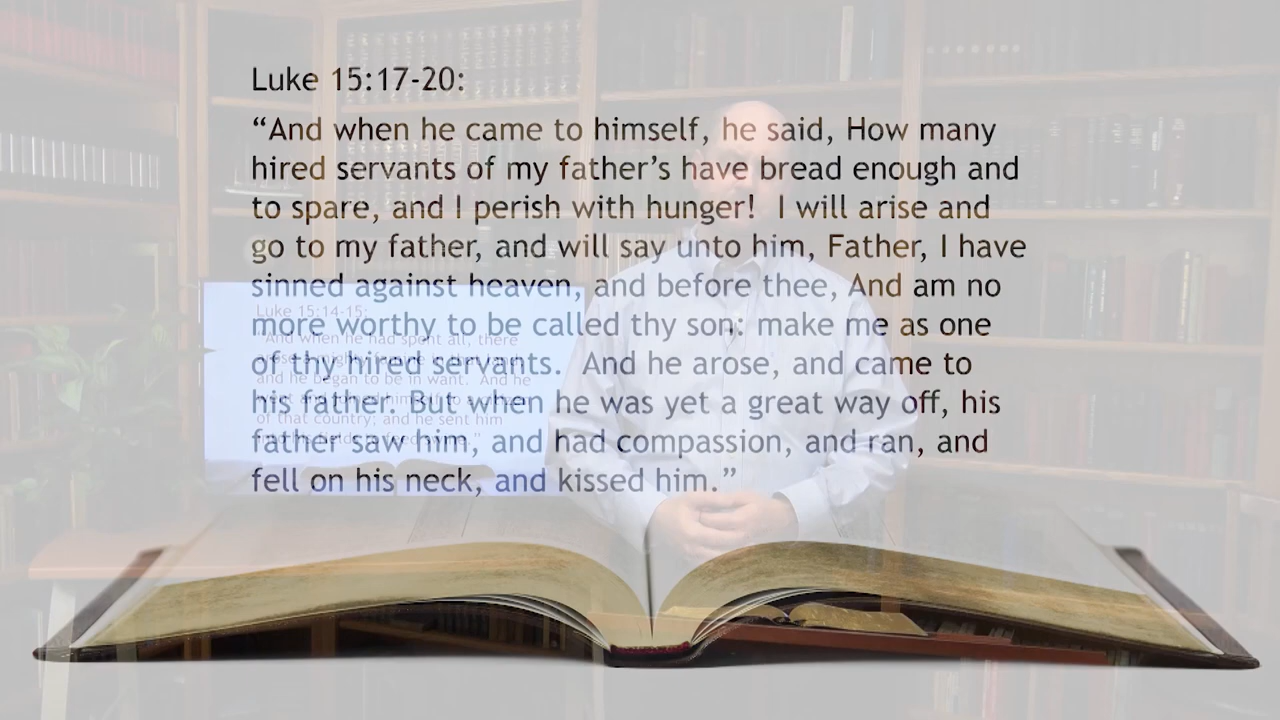 Luke 15:17-20:
“And when he came to himself, he said, How many
hired servants of my father’s have bread enough and
to spare, and I perish with hunger!  I will arise and
go to my father, and will say unto him, Father, I have
sinned against heaven, and before thee, And am no
more worthy to be called thy son: make me as one
of thy hired servants.  And he arose, and came to
his father. But when he was yet a great way off, his
father saw him, and had compassion, and ran, and
fell on his neck, and kissed him.”
Luke 15:14-15:
“And when he had spent all, there
and he began to be in want.  And he
of that country; and he sent him